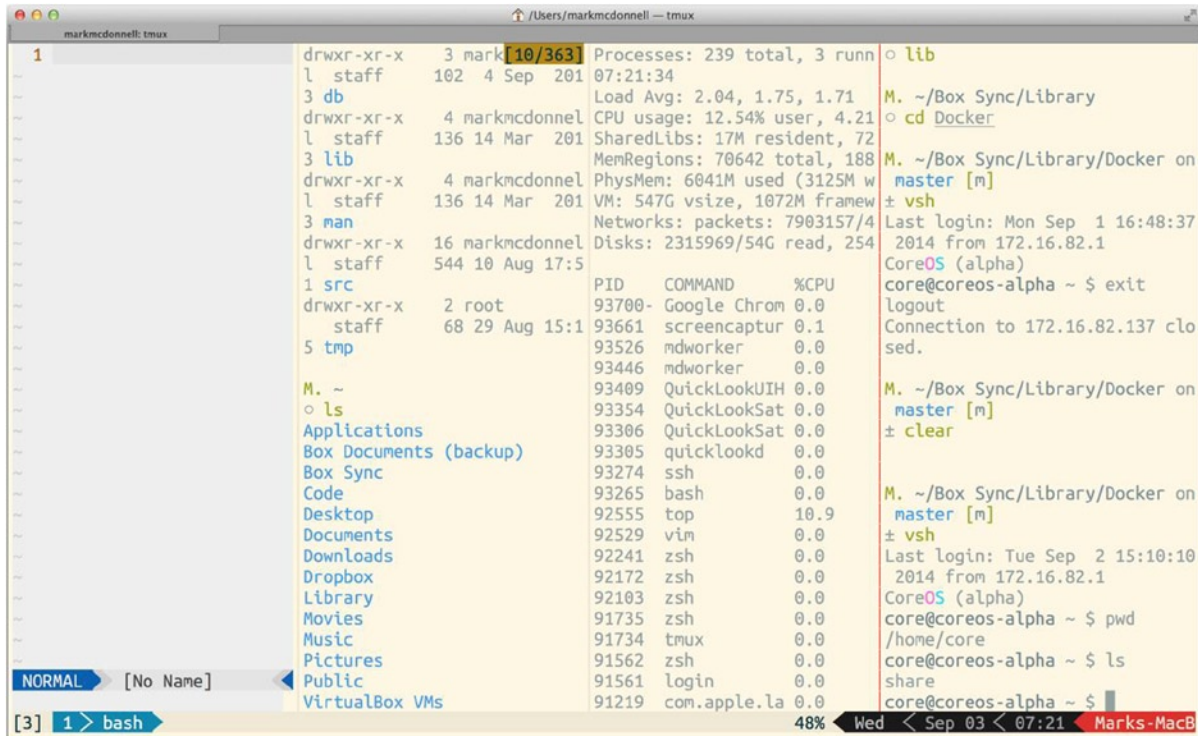 /Users/markmcdonnell — tmux
markmcdonnell: tmux
1
~
NORMAL [No Name]
drwxr-xr-x 3 mark[10/363]
l staff 102 4 Sep 201
3 db
drwxr-xr-x 4 markmcdonnel
l staff 136 14 Mar 201
3 lib
drwxr-xr-x 4 markmcdonnel
l staff 136 14 Mar 201
3 man
drwxr-xr-x 16 markmcdonnel
l staff 544 10 Aug 17:5
1 src
drwxr-xr-x 2 root
staff 68 29 Aug 15:1
5 tmp
M. ~
○ ls
Applications
Box Documents (backup)
Box Sync
Code
Desktop
Documents
Downloads
Dropbox
Library
Movies
Music
Pictures
Public
VirtualBox VMs
Processes: 239 total, 3 runn
07:21:34
Load Avg: 2.04, 1.75, 1.71
CPU usage: 12.54% user, 4.21
SharedLibs: 17M resident, 72
MemRegions: 70642 total, 188
PhysMem: 6041M used (3125M w
VM: 547G vsize, 1072M framew
Networks: packets: 7903157/4
Disks: 2315969/54G read, 254
PID COMMAND %CPU
93700- Google Chrom 0.0
93661 screencaptur 0.1
93526 mdworker 0.0
93446 mdworker 0.0
93409 QuickLookUIH 0.0
93354 QuickLookSat 0.0
93306 QuickLookSat 0.0
93305 quicklookd 0.0
93274 ssh 0.0
93265 bash 0.0
92555 top 10.9
92529 vim 0.0
92241 zsh 0.0
92172 zsh 0.0
92103 zsh 0.0
91735 zsh 0.0
91734 tmux 0.0
91562 zsh 0.0
91561 login 0.0
91219 com.apple.la 0.0
○ lib
M. ~/Box Sync/Library
○ cd Docker
M. ~/Box Sync/Library/Docker on
master [m]
± vsh
Last login: Mon Sep 1 16:48:37
2014 from 172.16.82.1
CoreOS (alpha)
core@coreos-alpha ~ $ exit
logout
Connection to 172.16.82.137 clo
sed.
M. ~/Box Sync/Library/Docker on
master [m]
± clear
M. ~/Box Sync/Library/Docker on
master [m]
± vsh
Last login: Tue Sep 2 15:10:10
2014 from 172.16.82.1
CoreOS (alpha)
core@coreos-alpha ~ $ pwd
/home/core
core@coreos-alpha ~ $ ls
share
core@coreos-alpha ~ $
[3] 1 > bash 48% Wed < Sep 03 < 07:21 Marks-MacB